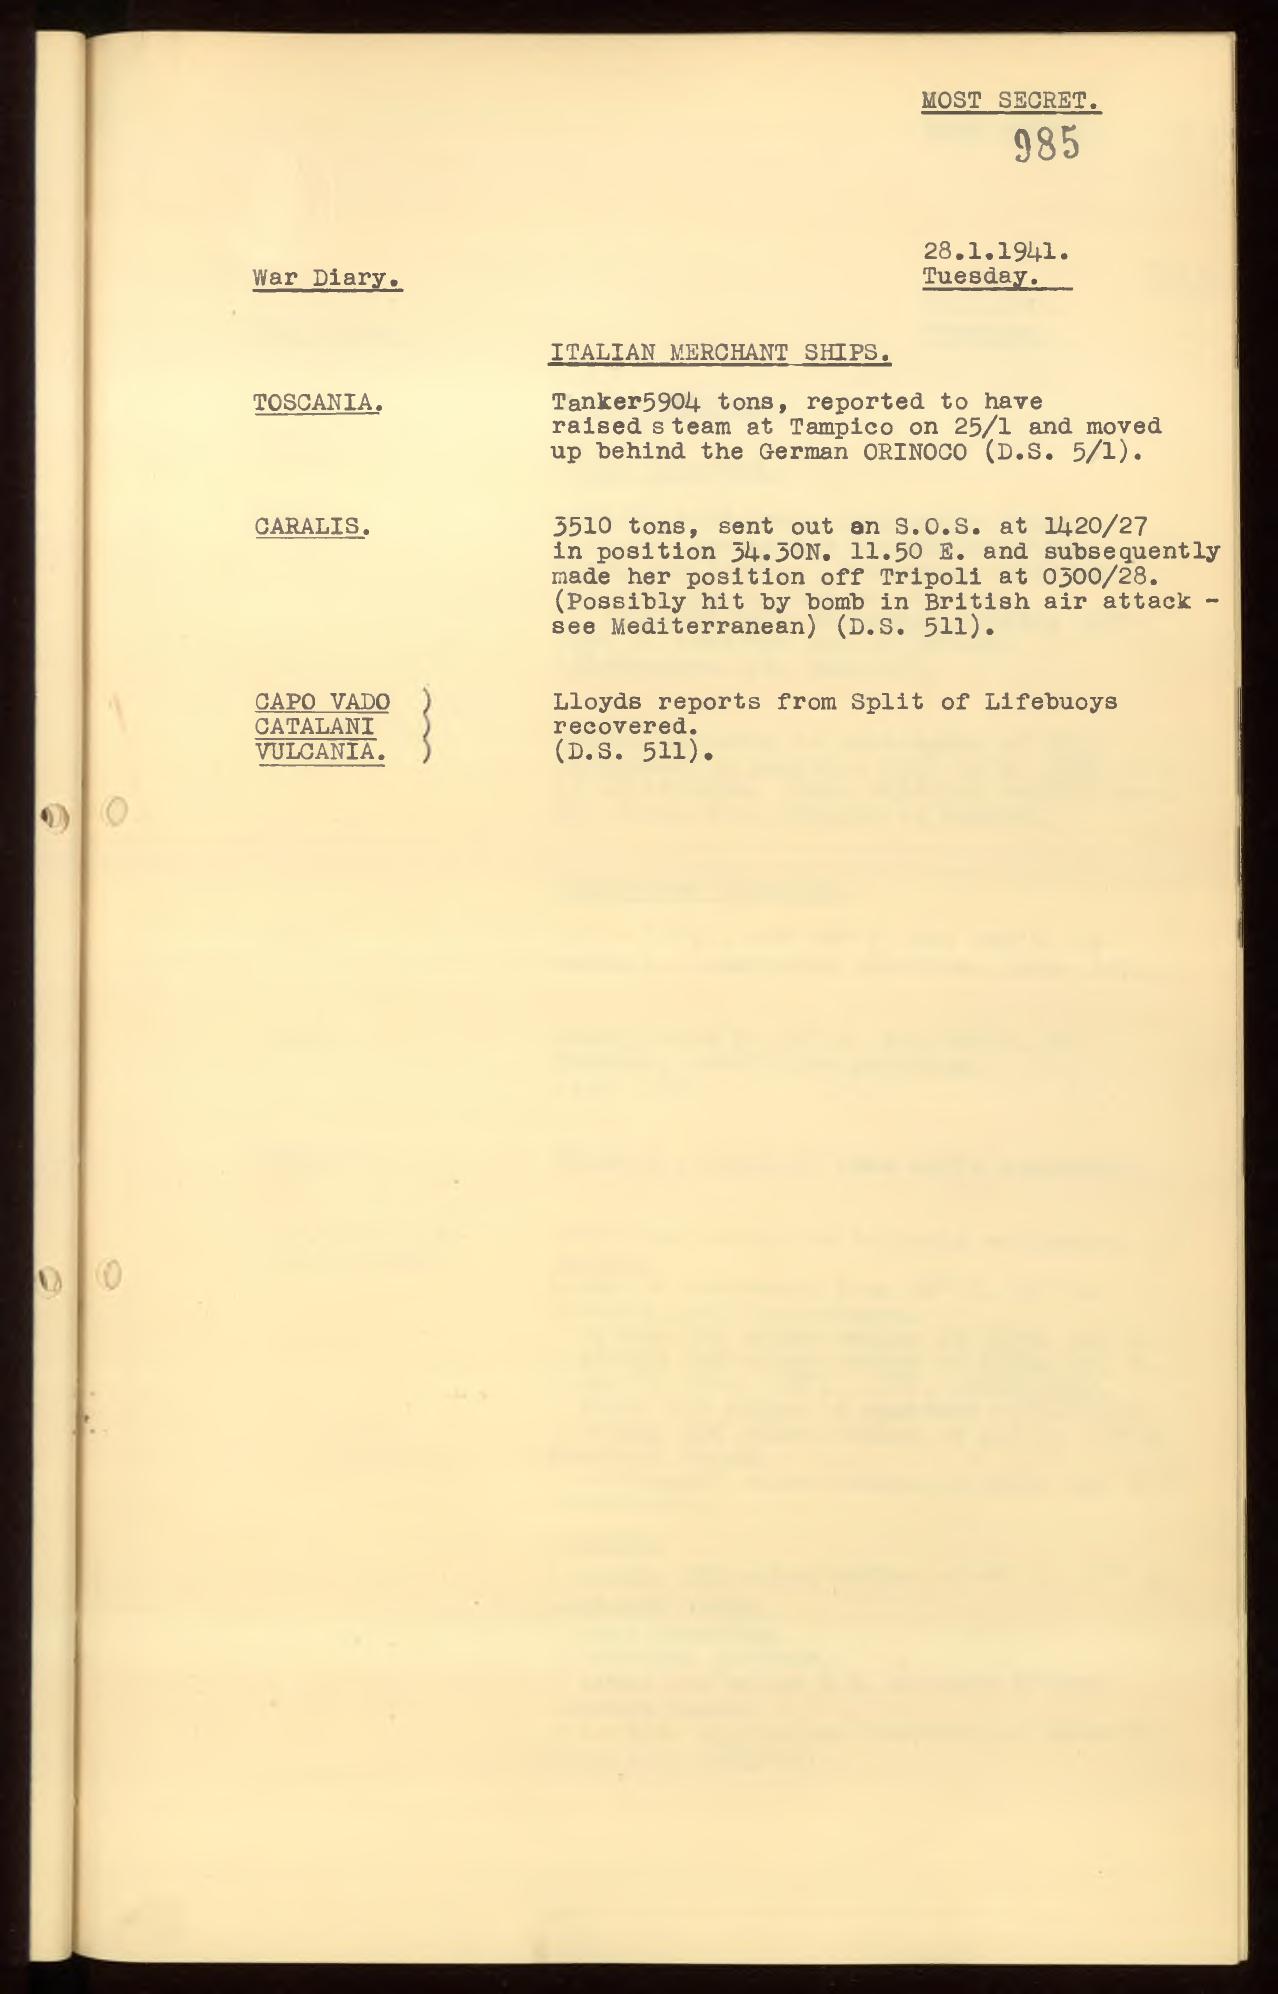 MOST SECRET.
985
28.1.1941.
War Diary.
Tuesday.
ITALIAN MERCHANT SHIPS.
TOSCANIA. Tanker5904 tons, reported to have
raised steam at Tampico on 25/1 and moved
up behind the German ORINOCO (D.S. 5/1).
CARALIS. 3510 tons, sent out an S.O.S. at 1420/27
in position 34.30N. 11.50 E. and subsequently
made her position off Tripoli at 0300/28.
(Possibly hit by bomb in British air attack -
see Mediterranean) (D.S. 511).
CAPO VADO ) Lloyds reports from Split of Lifebuoys
CATALANI ) recovered.
VULCANIA. ) (D.S. 511).